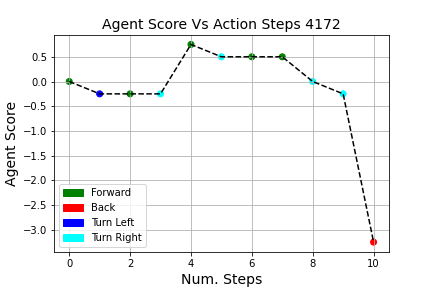 Agent Score Vs Action Steps 4172
Agent Score
0.5
0.0
−0.5
−1.0
−1.5
−2.0
−2.5
−3.0
Forward
Back
Turn Left
Turn Right
0 2 4 6 8 10
Num. Steps